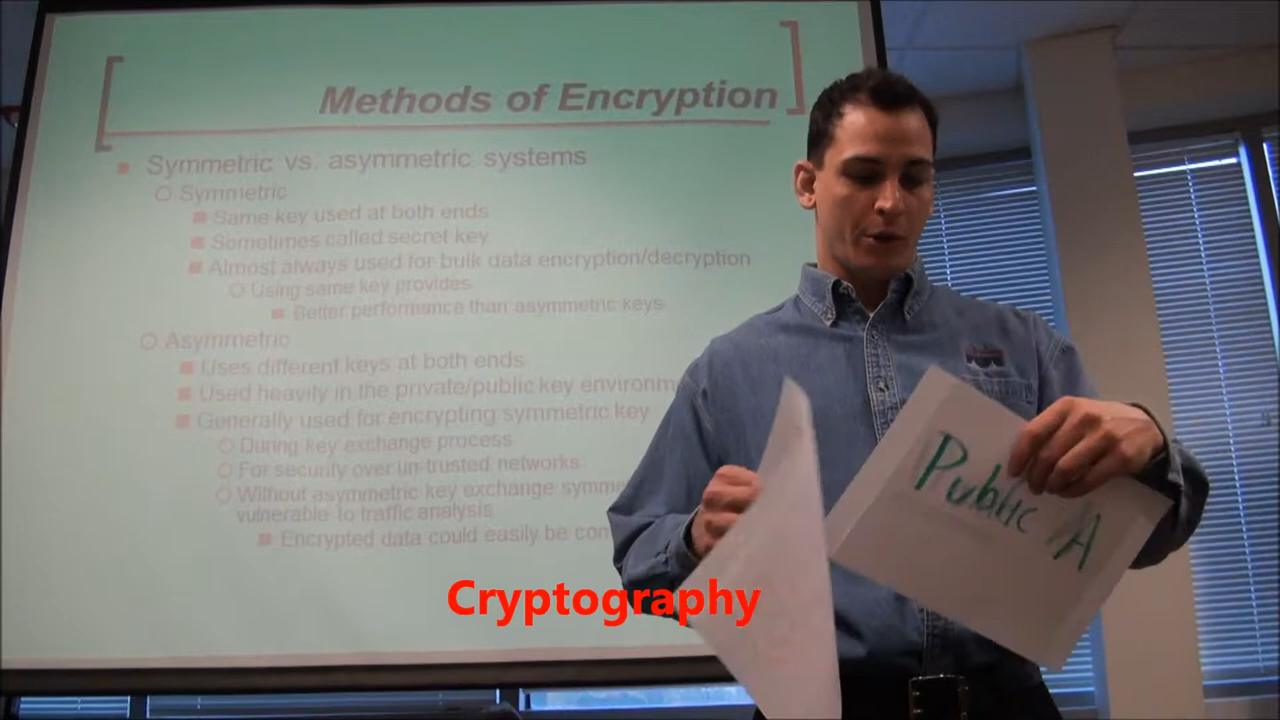 Methods of Encryption
Symmetric vs. asymmetric systems
Symmetric
Same key used at both ends
Sometimes called secret key
Almost always used for bulk data encryption/decryption
Using same key provides
Better performance than asymmetric keys
Asymmetric
Uses different keys at both ends
Used heavily in the private/public key environm
Generally used for encrypting symmetric key
During key exchange process
For security over un-trusted networks
Without asymmetric key exchange symme
vulnerable to traffic analysis
Encrypted data could easily be con
Public A
Cryptography